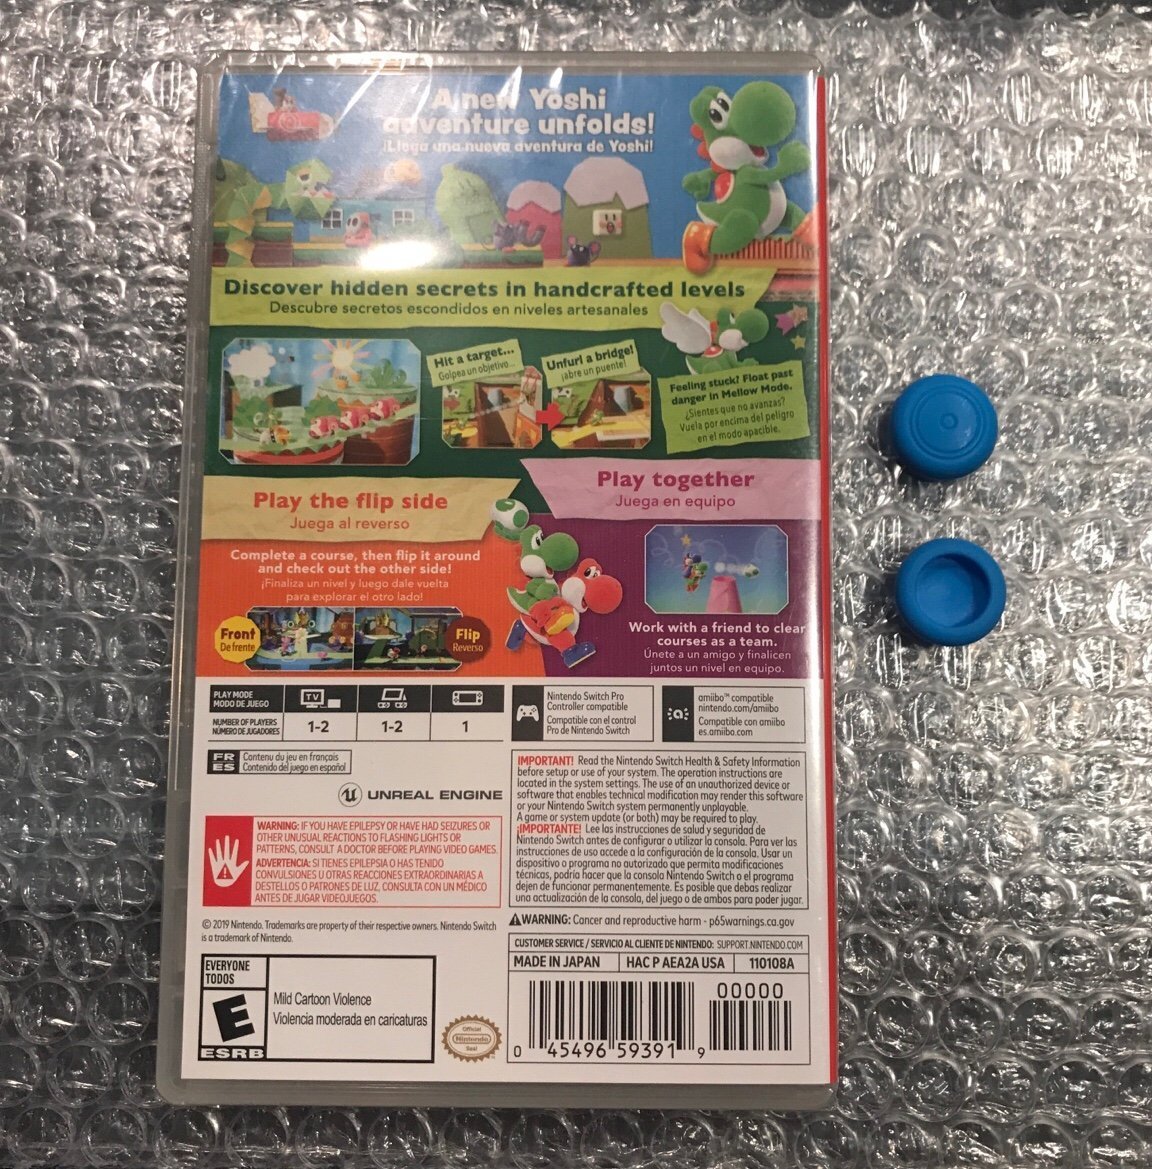 A new Yoshi
adventure unfolds!
¡Llega una nueva aventura de Yoshi!
Discover hidden secrets in handcrafted levels
Descubre secretos escondidos en niveles artesanales
Hit a target...
Golpea un objetivo...
Unfurl a bridge!
¡abre un puente!
Feeling stuck? Float past
danger in Mellow Mode.
¿Sientes que no avanzas?
Vuela por encima del peligro
en el modo apacible.
Play the flip side
Juega al reverso
Complete a course, then flip it around
and check out the other side!
¡Finaliza un nivel y luego dale vuelta
para explorar el otro lado!
Front
De frente
Flip
Reverso
Play together
Juega en equipo
Work with a friend to clear
courses as a team.
Únete a un amigo y finalicen
juntos un nivel en equipo.
PLAY MODE
MODO DE JUEGO
TV
NUMBER OF PLAYERS
NÚMERO DE JUGADORES
1-2
1-2
1
Nintendo Switch Pro
Controller compatible
Compatible con el control
Pro de Nintendo Switch
amiibo™ compatible
nintendo.com/amiibo
Compatible con amiibo
es.amiibo.com
FR Contenu du jeu en français
ES Contenido del juego en español
UNREAL ENGINE
WARNING: IF YOU HAVE EPILEPSY OR HAVE HAD SEIZURES OR
OTHER UNUSUAL REACTIONS TO FLASHING LIGHTS OR
PATTERNS, CONSULT A DOCTOR BEFORE PLAYING VIDEO GAMES.
ADVERTENCIA: SI TIENES EPILEPSIA O HAS TENIDO
CONVULSIONES U OTRAS REACCIONES EXTRAORDINARIAS A
DESTELLOS O PATRONES DE LUZ, CONSULTA CON UN MÉDICO
ANTES DE JUGAR VIDEOJUEGOS.
IMPORTANT! Read the Nintendo Switch Health & Safety Information
before setup or use of your system. The operation instructions are
located in the system settings. The use of an unauthorized device or
software that enables technical modification may render this software
or your Nintendo Switch system permanently unplayable.
A game or system update (or both) may be required to play.
¡IMPORTANTE! Lee las instrucciones de salud y seguridad de
Nintendo Switch antes de configurar o utilizar la consola. Para ver las
instrucciones de uso accede a la configuración de la consola. Usar un
dispositivo o programa no autorizado que permita modificaciones
técnicas, podría hacer que la consola Nintendo Switch o el programa
dejen de funcionar permanentemente. Es posible que debas realizar
una actualización de la consola, del juego o de ambos para poder jugar.
WARNING: Cancer and reproductive harm - p65warnings.ca.gov
© 2019 Nintendo. Trademarks are property of their respective owners. Nintendo Switch
is a trademark of Nintendo.
CUSTOMER SERVICE / SERVICIO AL CLIENTE DE NINTENDO: SUPPORT.NINTENDO.COM
MADE IN JAPAN
HAC P AEA2A USA
110108A
EVERYONE
TODOS
E
ESRB
Mild Cartoon Violence
Violencia moderada en caricaturas
Official
Nintendo
Seal
00000
0 45496 59391 9